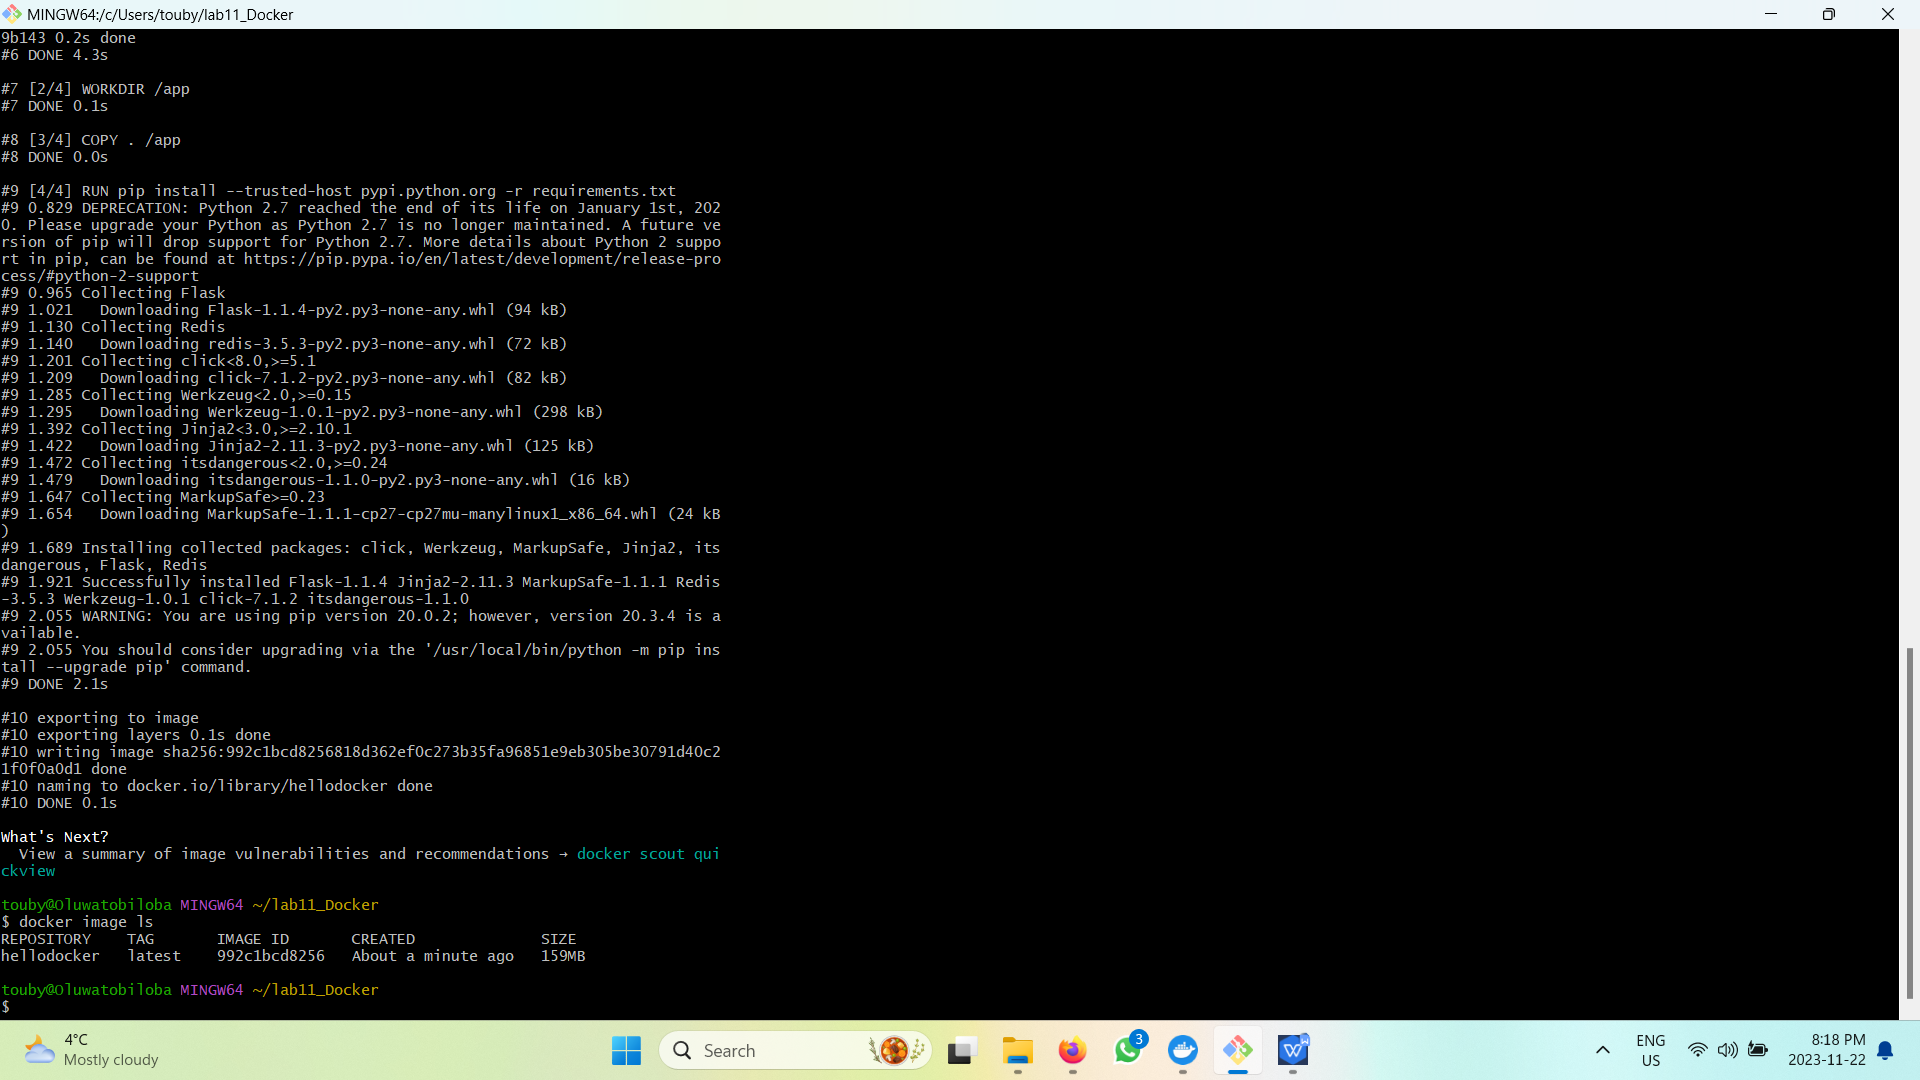 MINGW64:/c/Users/touby/lab11_Docker
9b143 0.2s done
#6 DONE 4.3s
#7 [2/4] WORKDIR /app
#7 DONE 0.1s
#8 [3/4] COPY . /app
#8 DONE 0.0s
#9 [4/4] RUN pip install --trusted-host pypi.python.org -r requirements.txt
#9 0.829 DEPRECATION: Python 2.7 reached the end of its life on January 1st, 202
0. Please upgrade your Python as Python 2.7 is no longer maintained. A future ve
rsion of pip will drop support for Python 2.7. More details about Python 2 suppo
rt in pip, can be found at https://pip.pypa.io/en/latest/development/release-pro
cess/#python-2-support
#9 0.965 Collecting Flask
#9 1.021   Downloading Flask-1.1.4-py2.py3-none-any.whl (94 kB)
#9 1.130 Collecting Redis
#9 1.140   Downloading redis-3.5.3-py2.py3-none-any.whl (72 kB)
#9 1.201 Collecting click<8.0,>=5.1
#9 1.209   Downloading click-7.1.2-py2.py3-none-any.whl (82 kB)
#9 1.285 Collecting Werkzeug<2.0,>=0.15
#9 1.295   Downloading Werkzeug-1.0.1-py2.py3-none-any.whl (298 kB)
#9 1.392 Collecting Jinja2<3.0,>=2.10.1
#9 1.422   Downloading Jinja2-2.11.3-py2.py3-none-any.whl (125 kB)
#9 1.472 Collecting itsdangerous<2.0,>=0.24
#9 1.479   Downloading itsdangerous-1.1.0-py2.py3-none-any.whl (16 kB)
#9 1.647 Collecting MarkupSafe>=0.23
#9 1.654   Downloading MarkupSafe-1.1.1-cp27-cp27mu-manylinux1_x86_64.whl (24 kB
)
#9 1.689 Installing collected packages: click, Werkzeug, MarkupSafe, Jinja2, its
dangerous, Flask, Redis
#9 1.921 Successfully installed Flask-1.1.4 Jinja2-2.11.3 MarkupSafe-1.1.1 Redis
-3.5.3 Werkzeug-1.0.1 click-7.1.2 itsdangerous-1.1.0
#9 2.055 WARNING: You are using pip version 20.0.2; however, version 20.3.4 is a
vailable.
#9 2.055 You should consider upgrading via the '/usr/local/bin/python -m pip ins
tall --upgrade pip' command.
#9 DONE 2.1s
#10 exporting to image
#10 exporting layers 0.1s done
#10 writing image sha256:992c1bcd8256818d362ef0c273b35fa96851e9eb305be30791d40c2
1f0f0a0d1 done
#10 naming to docker.io/library/hellodocker done
#10 DONE 0.1s
What's Next?
  View a summary of image vulnerabilities and recommendations → docker scout qui
ckview
touby@Oluwatobiloba MINGW64 ~/lab11_Docker
$ docker image ls
REPOSITORY    TAG       IMAGE ID       CREATED              SIZE
hellodocker   latest    992c1bcd8256   About a minute ago   159MB
touby@Oluwatobiloba MINGW64 ~/lab11_Docker
$
4°C
Mostly cloudy
Search
3
W
ENG
US
8:18 PM
2023-11-22